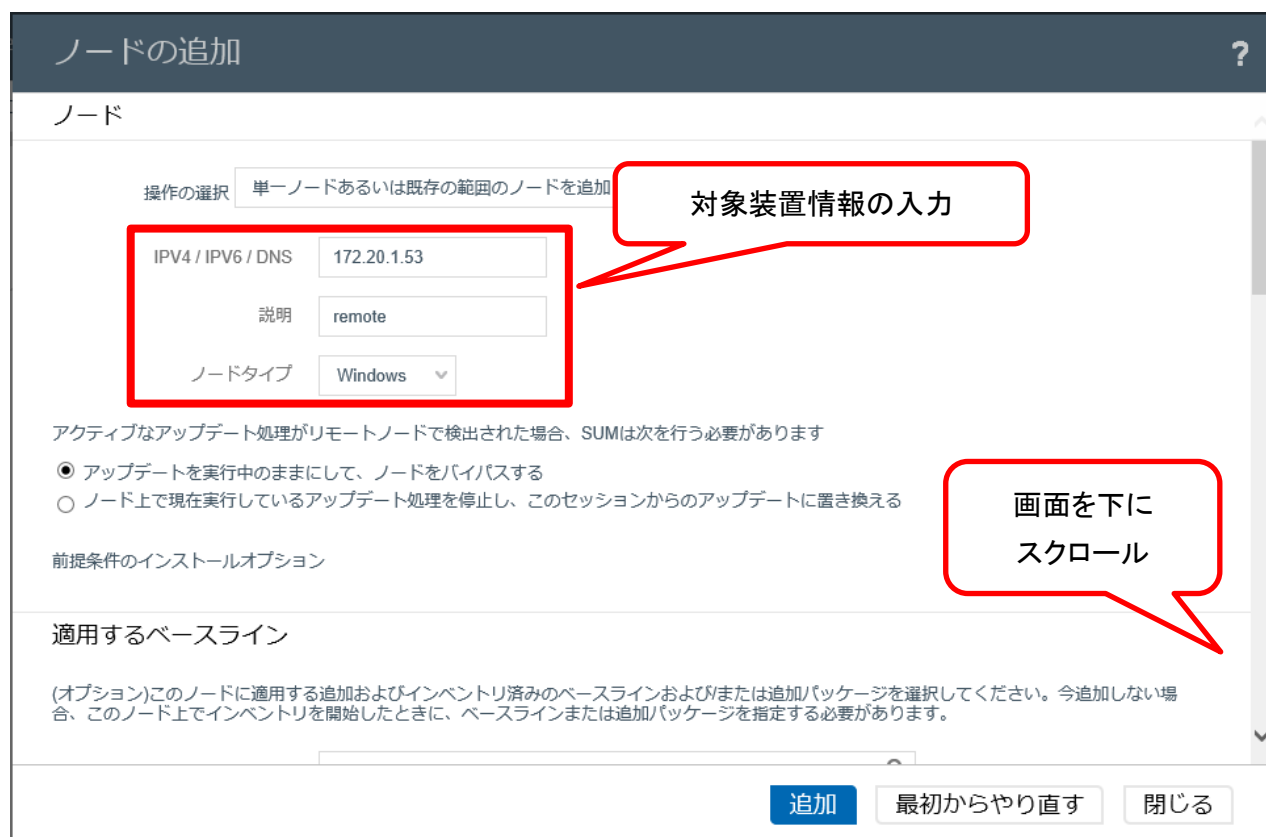 ノードの追加
?
ノード
操作の選択 単一ノードあるいは既存の範囲のノードを追加
対象装置情報の入力
IPV4 / IPV6 / DNS 172.20.1.53
説明 remote
ノードタイプ Windows
アクティブなアップデート処理がリモートノードで検出された場合、SUMは次を行う必要があります
アップデートを実行中のままにして、ノードをバイパスする
ノード上で現在実行しているアップデート処理を停止し、このセッションからのアップデートに置き換える
画面を下に
スクロール
前提条件のインストールオプション
適用するベースライン
(オプション)このノードに適用する追加およびインベントリ済みのベースラインおよび/または追加パッケージを選択してください。今追加しない場
合、このノード上でインベントリを開始したときに、ベースラインまたは追加パッケージを指定する必要があります。
追加 最初からやり直す 閉じる